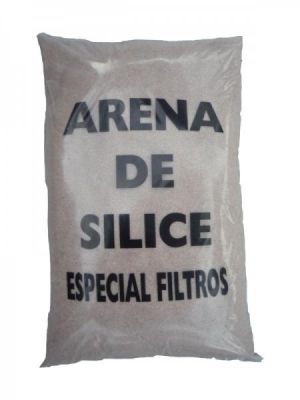 ARENA
DE
SILICE
ESPECIAL FILTROS